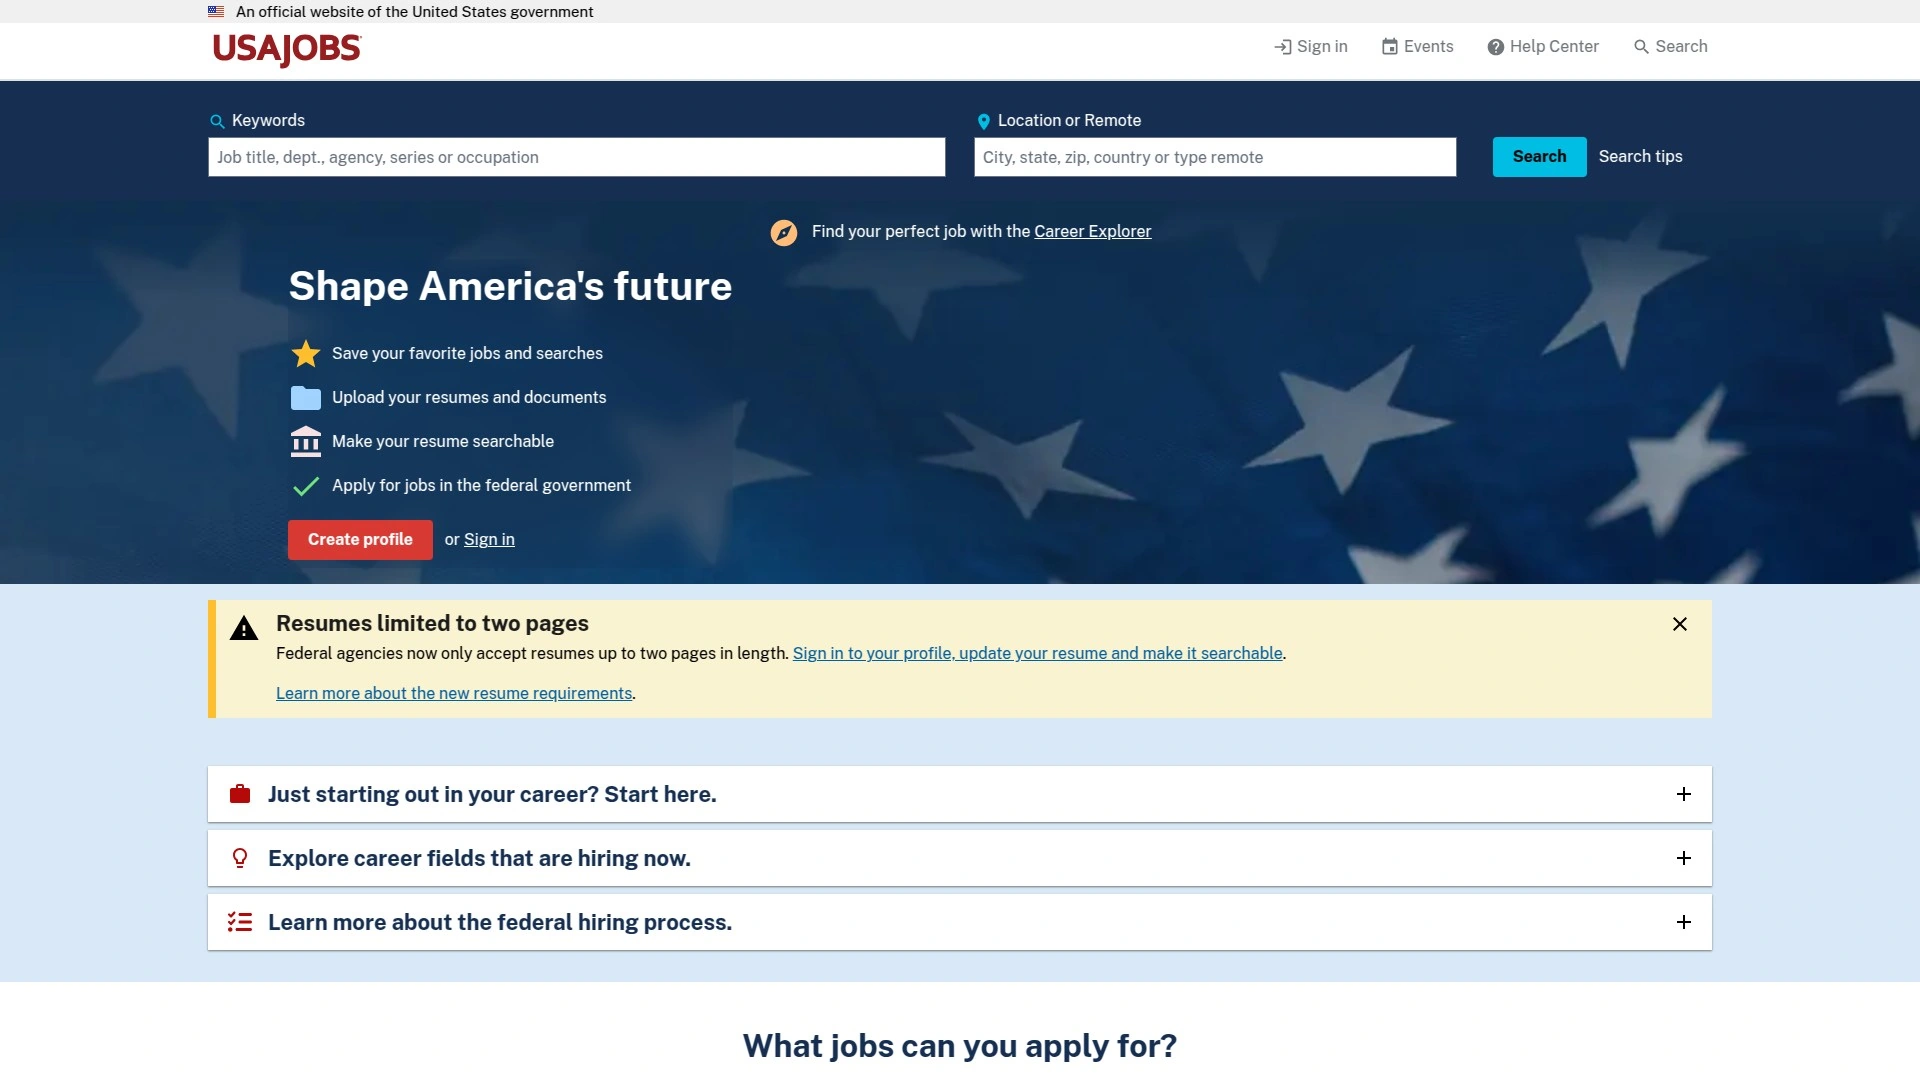 An official website of the United States government
USAJOBS
Sign in
Events
Help Center
Search
Keywords
Location or Remote
Job title, dept., agency, series or occupation
City, state, zip, country or type remote
Search
Search tips
Find your perfect job with the Career Explorer
Shape America's future
Save your favorite jobs and searches
Upload your resumes and documents
Make your resume searchable
Apply for jobs in the federal government
Create profile
or Sign in
Resumes limited to two pages
Federal agencies now only accept resumes up to two pages in length. Sign in to your profile, update your resume and make it searchable.
Learn more about the new resume requirements.
Just starting out in your career? Start here.
Explore career fields that are hiring now.
Learn more about the federal hiring process.
What jobs can you apply for?